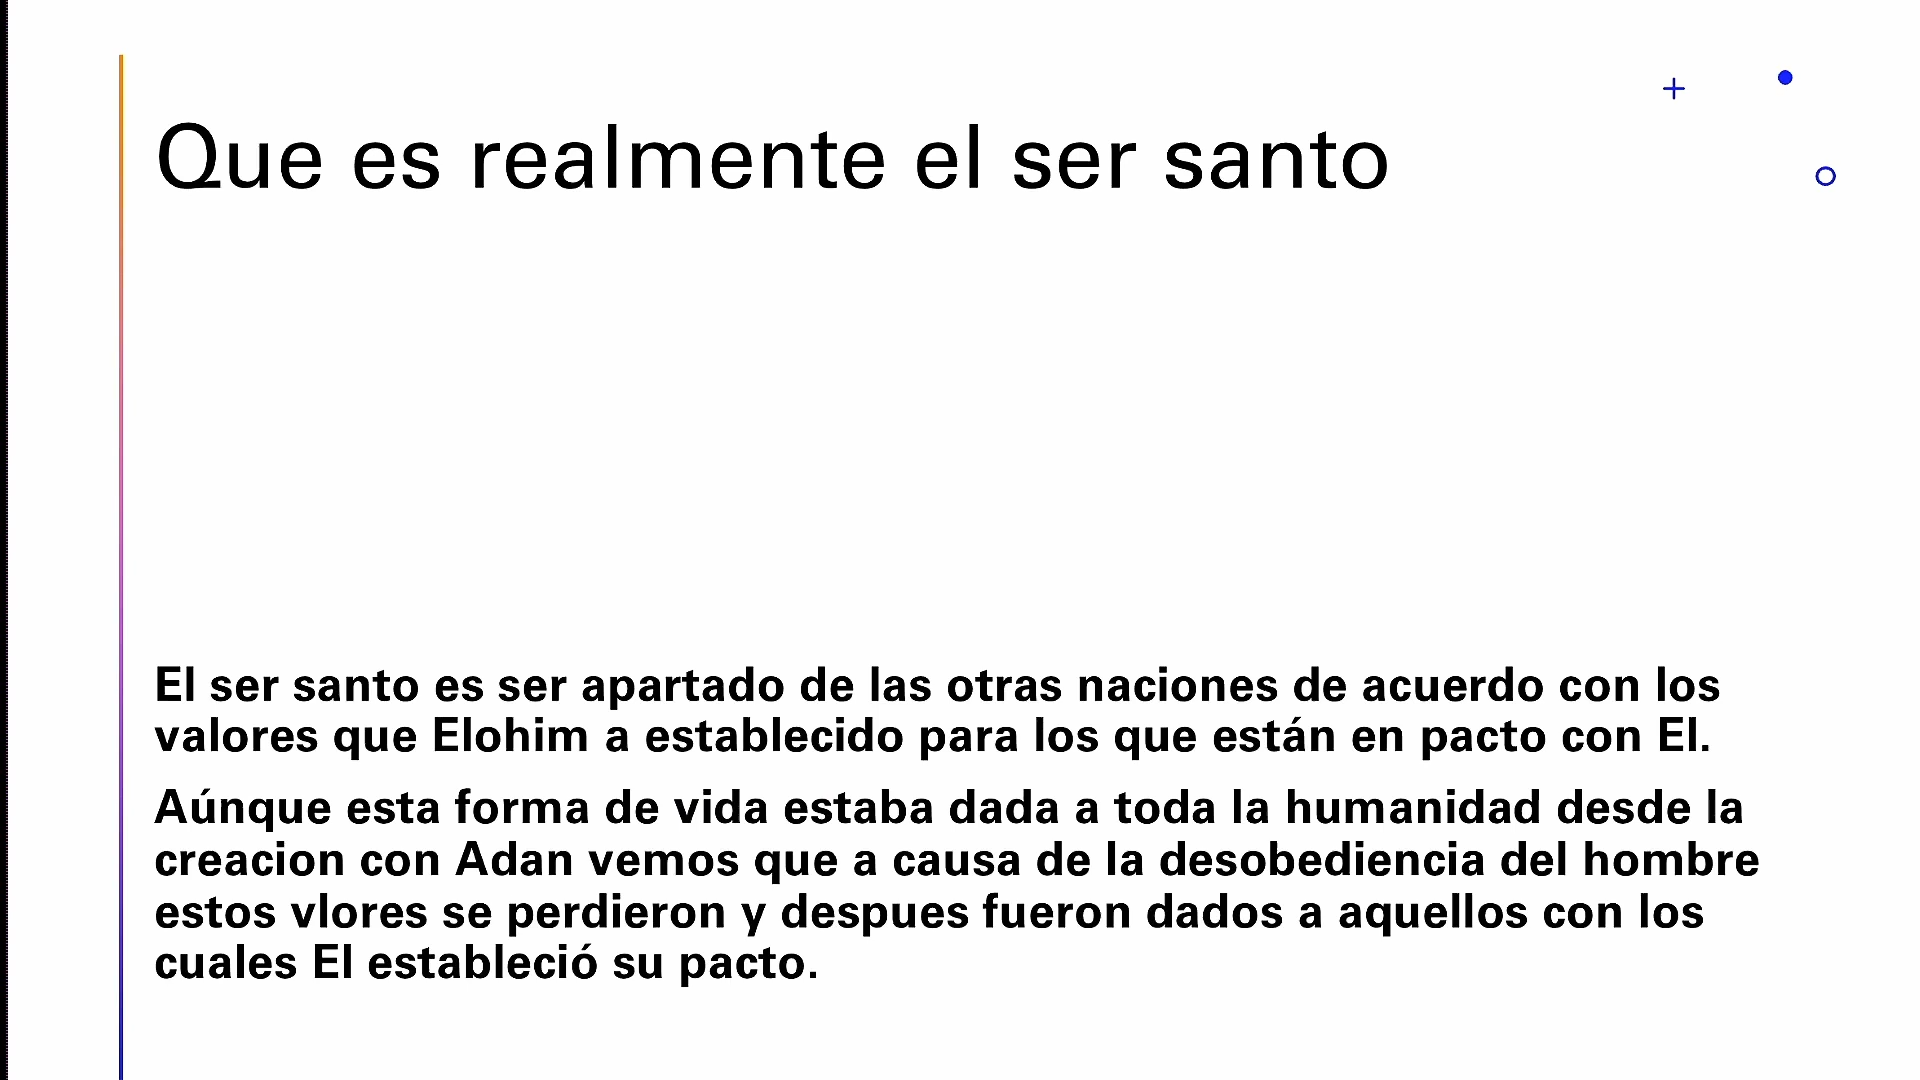 Que es realmente el ser santo
El ser santo es ser apartado de las otras naciones de acuerdo con los
valores que Elohim a establecido para los que están en pacto con El.
Aúnque esta forma de vida estaba dada a toda la humanidad desde la
creacion con Adan vemos que a causa de la desobediencia del hombre
estos vlores se perdieron y despues fueron dados a aquellos con los
cuales El estableció su pacto.